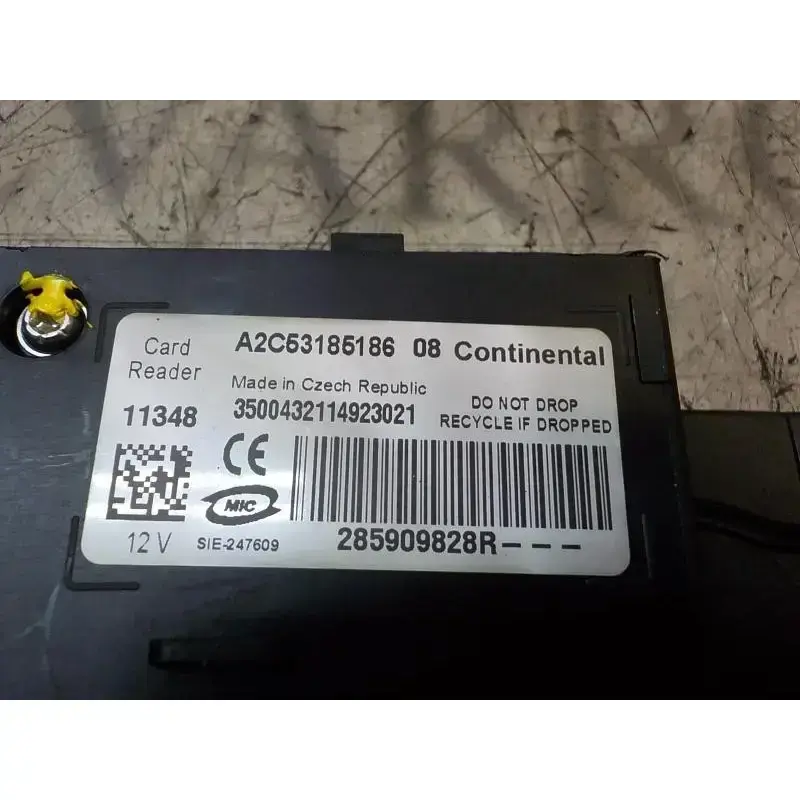 Card
Reader
A2C53185186 08 Continental
Made in Czech Republic
11348
3500432114923021
DO NOT DROP
RECYCLE IF DROPPED
CE
MIC
12 V
SIE-247609
285909828R---